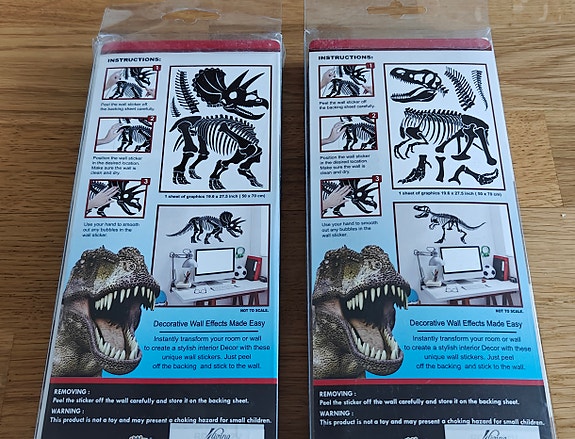 INSTRUCTIONS:
1
Peel the wall sticker off
the backing sheet carefully.
2
Position the wall sticker
in the desired location.
Make sure the wall is
clean and dry.
3
Use your hand to smooth
out any bubbles in the
wall sticker.
1 sheet of graphics 19.6 x 27.5 inch ( 50 x 70 cm)
NOT TO SCALE.
Decorative Wall Effects Made Easy
Instantly transform your room or wall
to create a stylish interior Decor with these
unique wall stickers. Just peel
off the backing and stick to the wall.
REMOVING :
Peel the sticker off the wall carefully and store it on the backing sheet.
WARNING :
This product is not a toy and may present a choking hazard for small children.
INSTRUCTIONS:
1
Peel the wall sticker off
the backing sheet carefully.
2
Position the wall sticker
in the desired location.
Make sure the wall is
clean and dry.
3
Use your hand to smooth
out any bubbles in the
wall sticker.
1 sheet of graphics 19.6 x 27.5 inch ( 50 x 70 cm)
NOT TO SCALE.
Decorative Wall Effects Made Easy
Instantly transform your room or wall
to create a stylish interior Decor with these
unique wall stickers. Just peel
off the backing and stick to the wall.
REMOVING :
Peel the sticker off the wall carefully and store it on the backing sheet.
WARNING :
This product is not a toy and may present a choking hazard for small children.